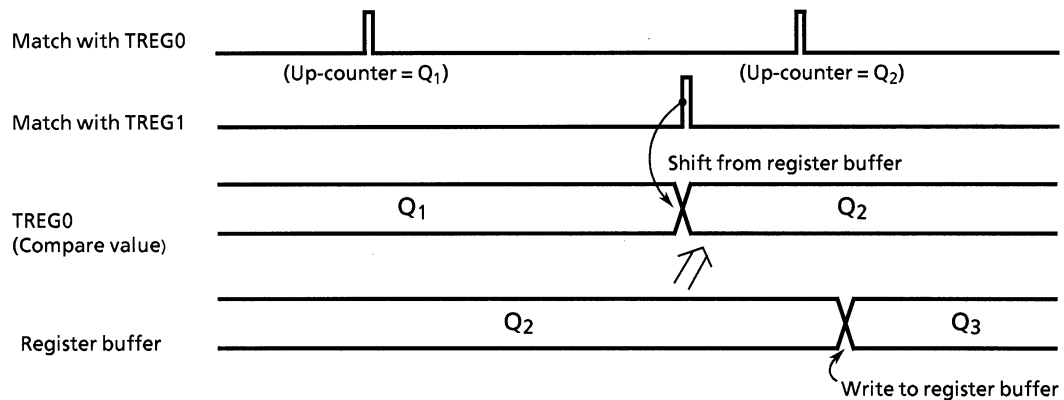 Match with TREG0
(Up-counter = Q₁)
(Up-counter = Q₂)
Match with TREG1
Shift from register buffer
TREG0
(Compare value)
Q₁
Q₂
Register buffer
Q₂
Q₃
Write to register buffer